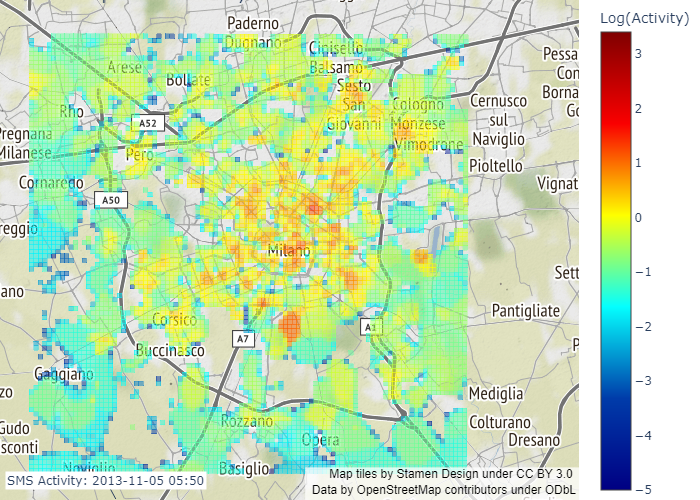 Log(Activity)
Paderno
Dugnano
Cinisello
Balsamo
Arese
Bollate
Sesto
San
Giovanni
Cologno
Monzese
Vimodrone
Cernusco
sul
Naviglio
Pessa
Con
Borna
Go
Rho
A52
Pregnana
Milanese
Pero
Pioltello
Cornaredo
Vignat
A50
reggio
Milano
Sett
ano
Pantigliate
Corsico
A7
A1
Buccinasco
P
Gaggiano
zo
Mediglia
Rozzano
Opera
Colturano
Dresano
Gudo
sconti
Noviglio
Basiglio
SMS Activity: 2013-11-05 05:50
Map tiles by Stamen Design under CC BY 3.0
Data by OpenStreetMap contributors under ODbL
3
2
1
0
−1
−2
−3
−4
−5